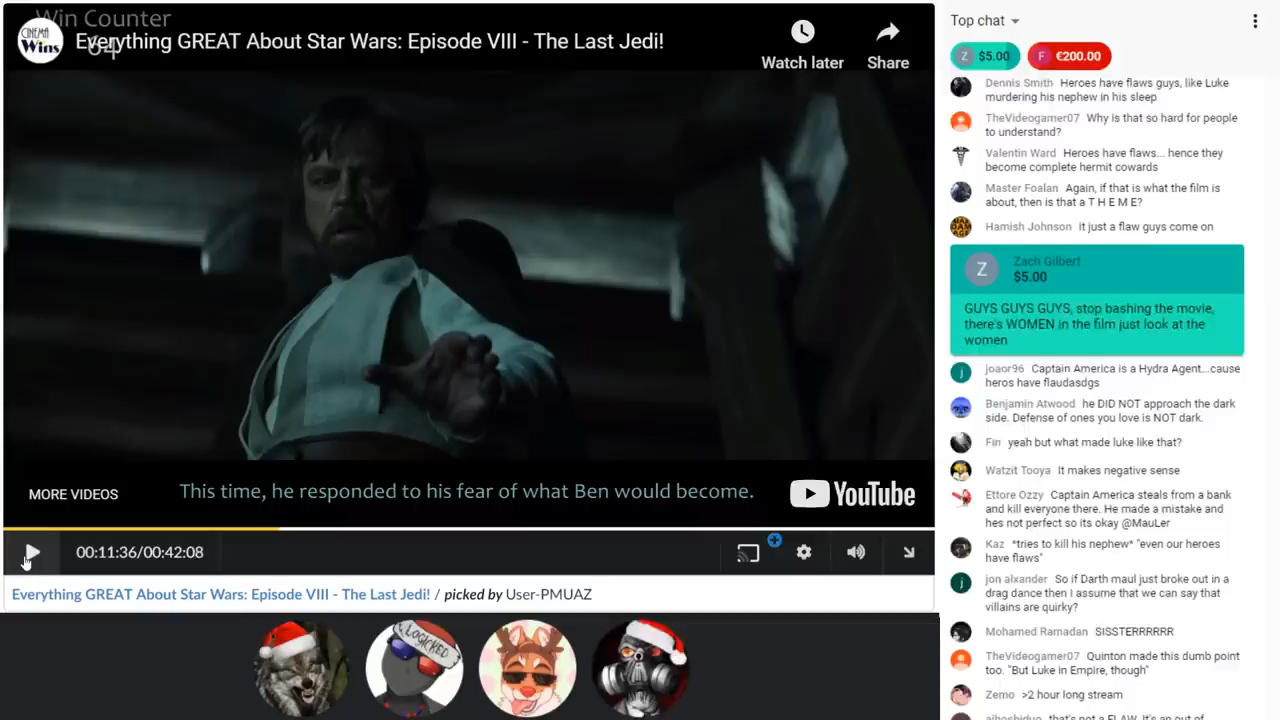 Win Counter
64
CINEMA
Wins
Everything GREAT About Star Wars: Episode VIII - The Last Jedi!
Watch later
Share
MORE VIDEOS
This time, he responded to his fear of what Ben would become.
YouTube
00:11:36/00:42:08
Everything GREAT About Star Wars: Episode VIII - The Last Jedi! / picked by User-PMUAZ
LOGICKED
Top chat
Z $5.00
F €200.00
Dennis Smith Heroes have flaws guys, like Luke
murdering his nephew in his sleep
TheVideogamer07 Why is that so hard for people
to understand?
Valentin Ward Heroes have flaws... hence they
become complete hermit cowards
Master Foalan Again, if that is what the film is
about, then is that a T H E M E?
Hamish Johnson It just a flaw guys come on
Z
Zach Gilbert
$5.00
GUYS GUYS GUYS, stop bashing the movie,
there's WOMEN in the film just look at the
women
j
joaor96 Captain America is a Hydra Agent...cause
heros have flaudasdgs
Benjamin Atwood he DID NOT approach the dark
side. Defense of ones you love is NOT dark.
Fin yeah but what made luke like that?
Watzit Tooya It makes negative sense
Ettore Ozzy Captain America steals from a bank
and kill everyone there. He made a mistake and
hes not perfect so its okay @MauLer
Kaz *tries to kill his nephew* "even our heroes
have flaws"
j
jon alxander So if Darth maul just broke out in a
drag dance then I assume that we can say that
villains are quirky?
Mohamed Ramadan SISSTERRRRRR
TheVideogamer07 Quinton made this dumb point
too. "But Luke in Empire, though"
Zemo >2 hour long stream
aihoshiduo that's not a FLAW. It's an out of